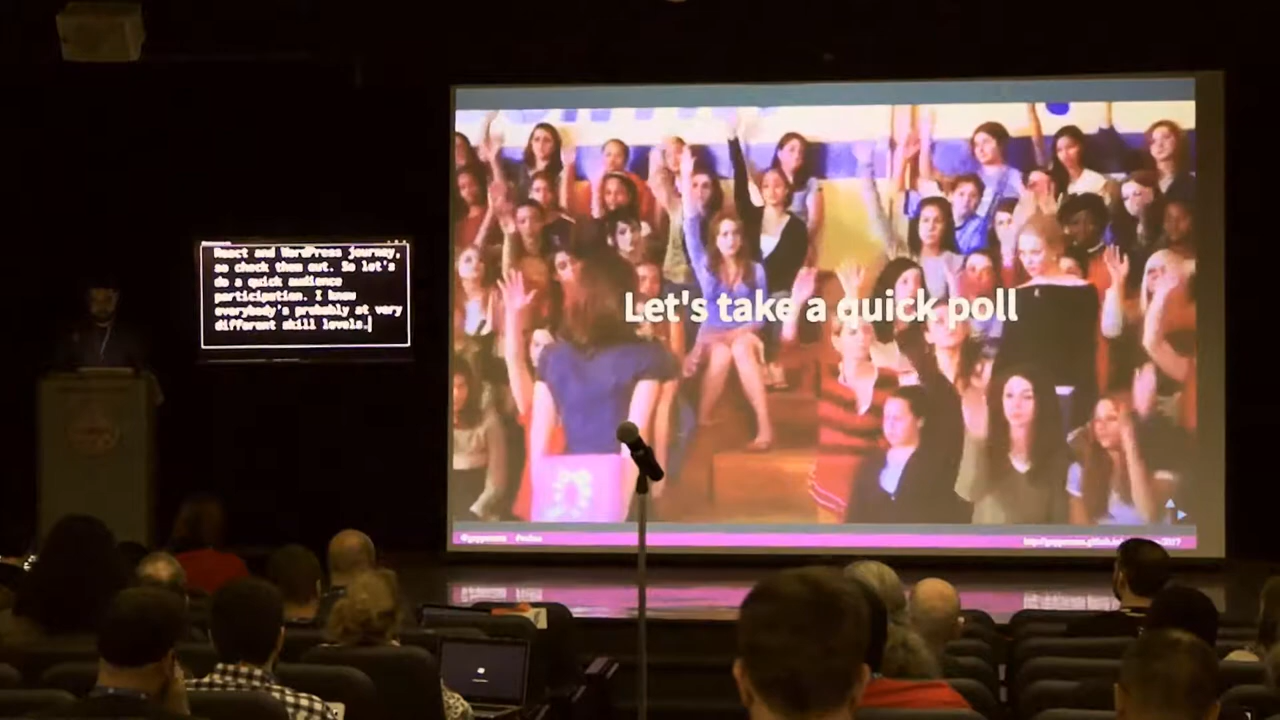 React and WordPress journey,
so check them out. So let's
do a quick audience
participation. I know
everybody's probably at very
different skill levels.
Let's take a quick poll